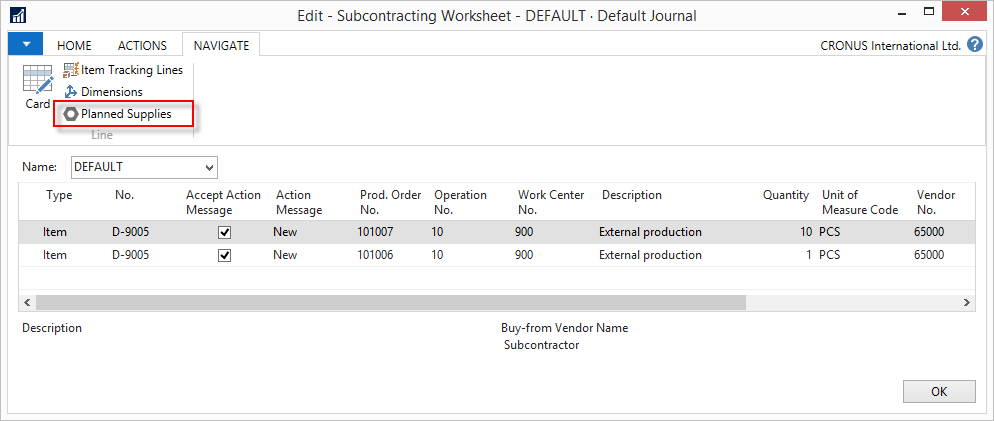 Edit - Subcontracting Worksheet - DEFAULT · Default Journal
HOME ACTIONS NAVIGATE CRONUS International Ltd. ?
Card
Item Tracking Lines
Dimensions
Planned Supplies
Line
Name: DEFAULT
Type No. Accept Action Message Action Message Prod. Order No. Operation No. Work Center No. Description Quantity Unit of Measure Code Vendor No.
Item D-9005 New 101007 10 900 External production 10 PCS 65000
Item D-9005 New 101006 10 900 External production 1 PCS 65000
Description Buy-from Vendor Name
Subcontractor
OK